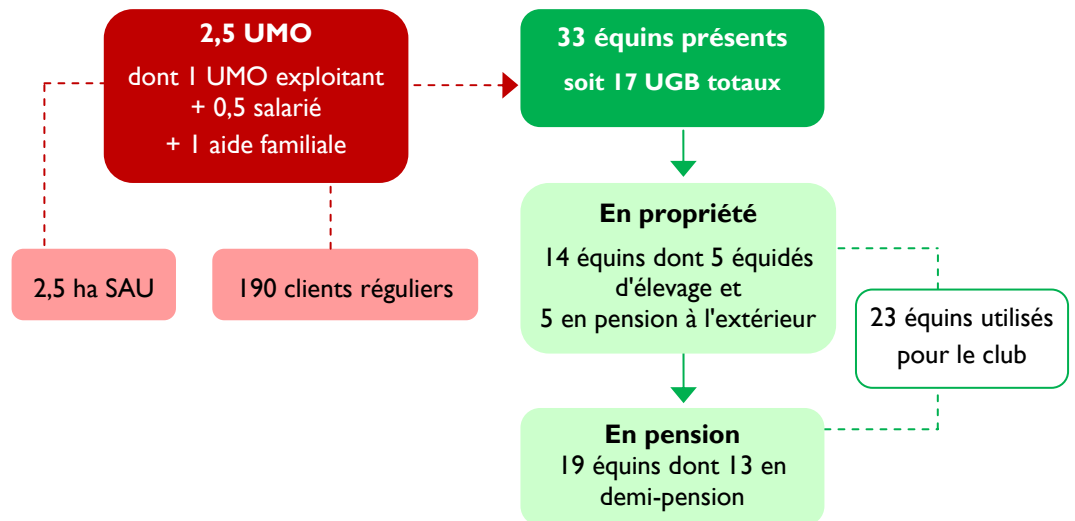 2,5 UMO
dont 1 UMO exploitant
+ 0,5 salarié
+ 1 aide familiale
33 équins présents
soit 17 UGB totaux
2,5 ha SAU
190 clients réguliers
En propriété
14 équins dont 5 équidés
d'élevage et
5 en pension à l'extérieur
23 équins utilisés
pour le club
En pension
19 équins dont 13 en
demi-pension